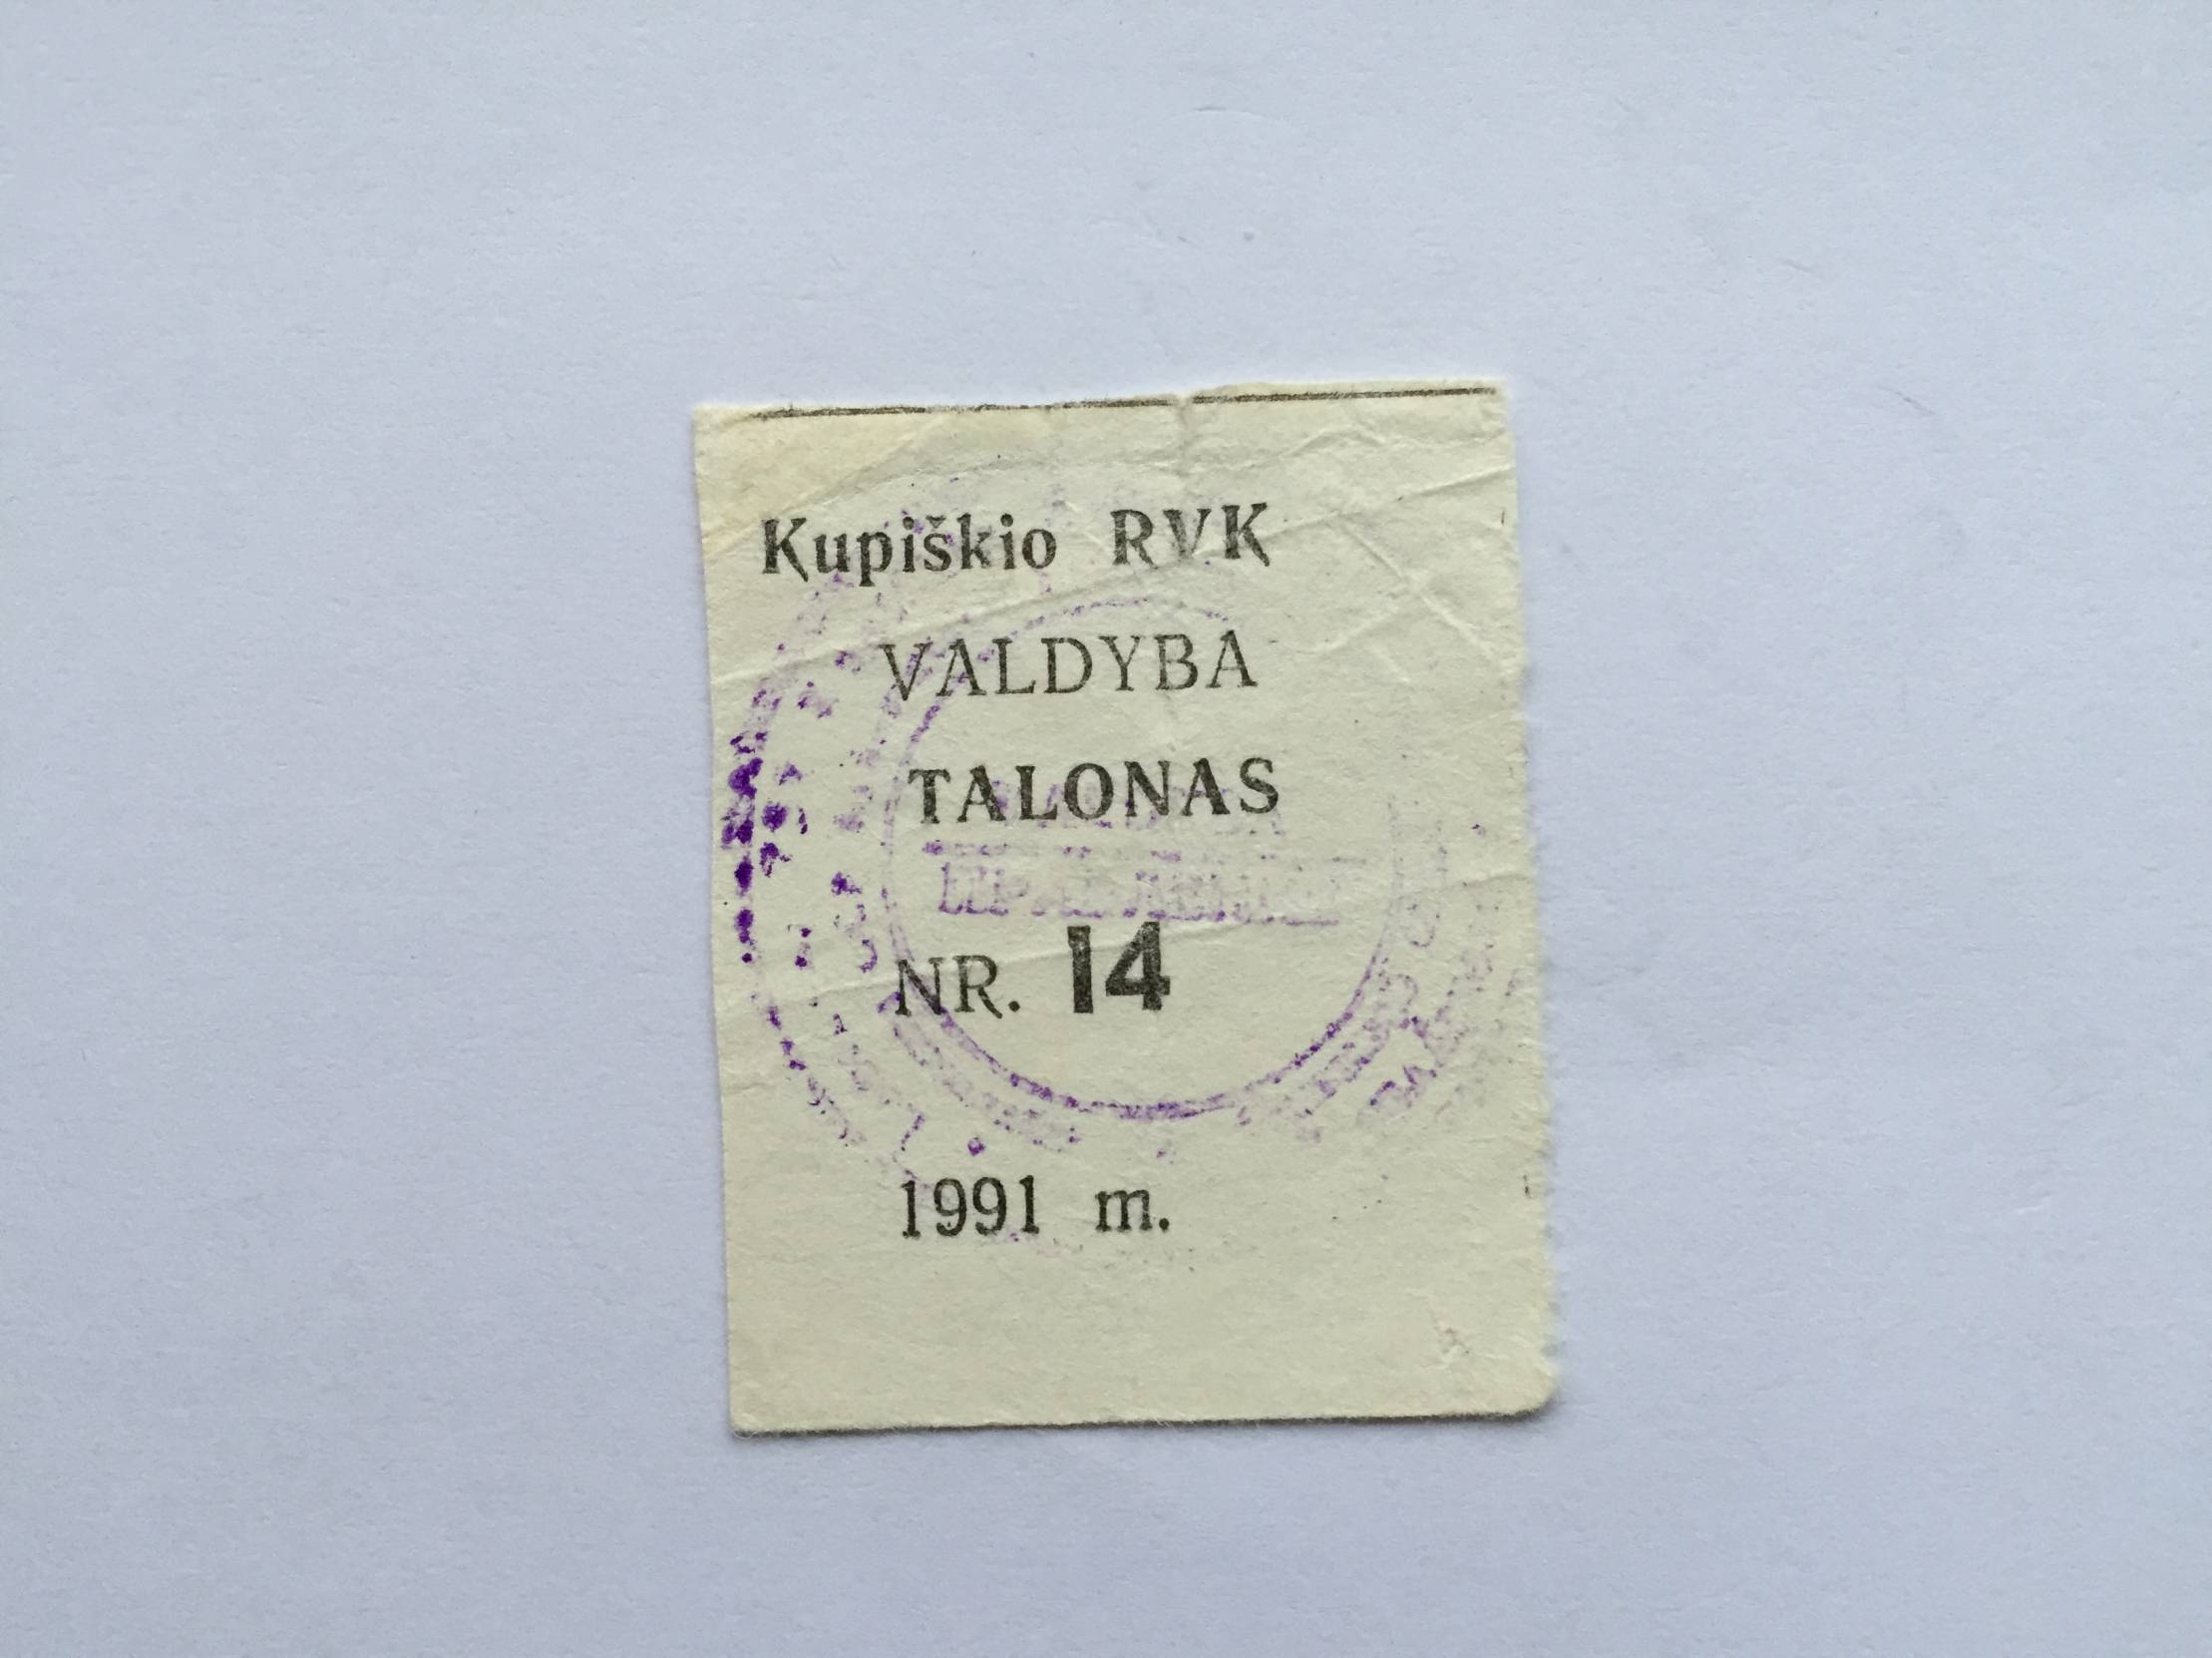 Kupiškio RVK
VALDYBA
TALONAS
NR. 14
1991 m.